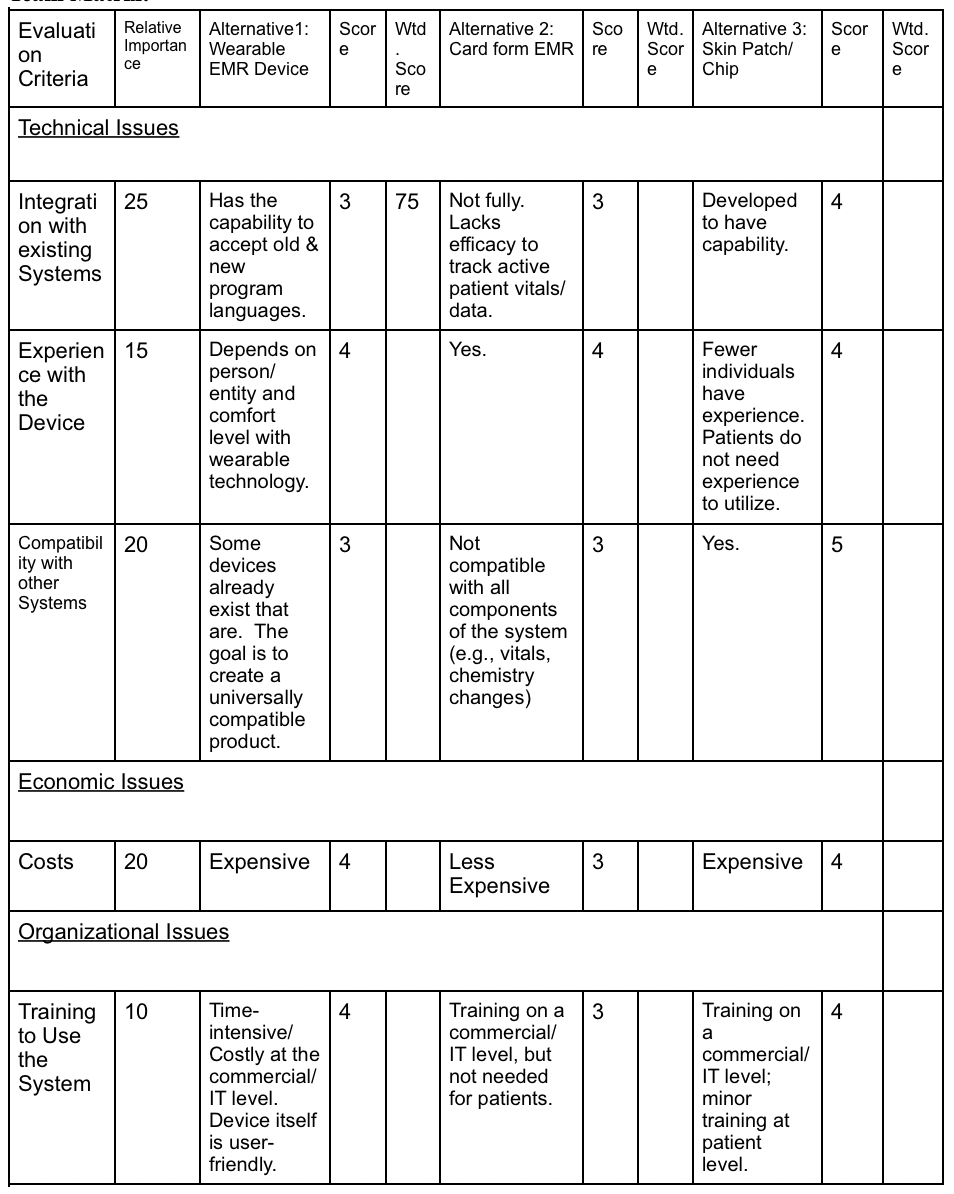 Evaluati
on
Criteria
Relative
Importan
ce
Alternative1:
Wearable
EMR Device
Scor
e
Wtd
.
Sco
re
Alternative 2:
Card form EMR
Sco
re
Wtd.
Scor
e
Alternative 3:
Skin Patch/
Chip
Scor
e
Wtd.
Scor
e
Technical Issues
Integrati
on with
existing
Systems
25
Has the
capability to
accept old &
new
program
languages.
3
75
Not fully.
Lacks
efficacy to
track active
patient vitals/
data.
3
Developed
to have
capability.
4
Experien
ce with
the
Device
15
Depends on
person/
entity and
comfort
level with
wearable
technology.
4
Yes.
4
Fewer
individuals
have
experience.
Patients do
not need
experience
to utilize.
4
Compatibil
ity with
other
Systems
20
Some
devices
already
exist that
are.  The
goal is to
create a
universally
compatible
product.
3
Not
compatible
with all
components
of the system
(e.g., vitals,
chemistry
changes)
3
Yes.
5
Economic Issues
Costs
20
Expensive
4
Less
Expensive
3
Expensive
4
Organizational Issues
Training
to Use
the
System
10
Time-
intensive/
Costly at the
commercial/
IT level.
Device itself
is user-
friendly.
4
Training on a
commercial/
IT level, but
not needed
for patients.
3
Training on
a
commercial/
IT level;
minor
training at
patient
level.
4